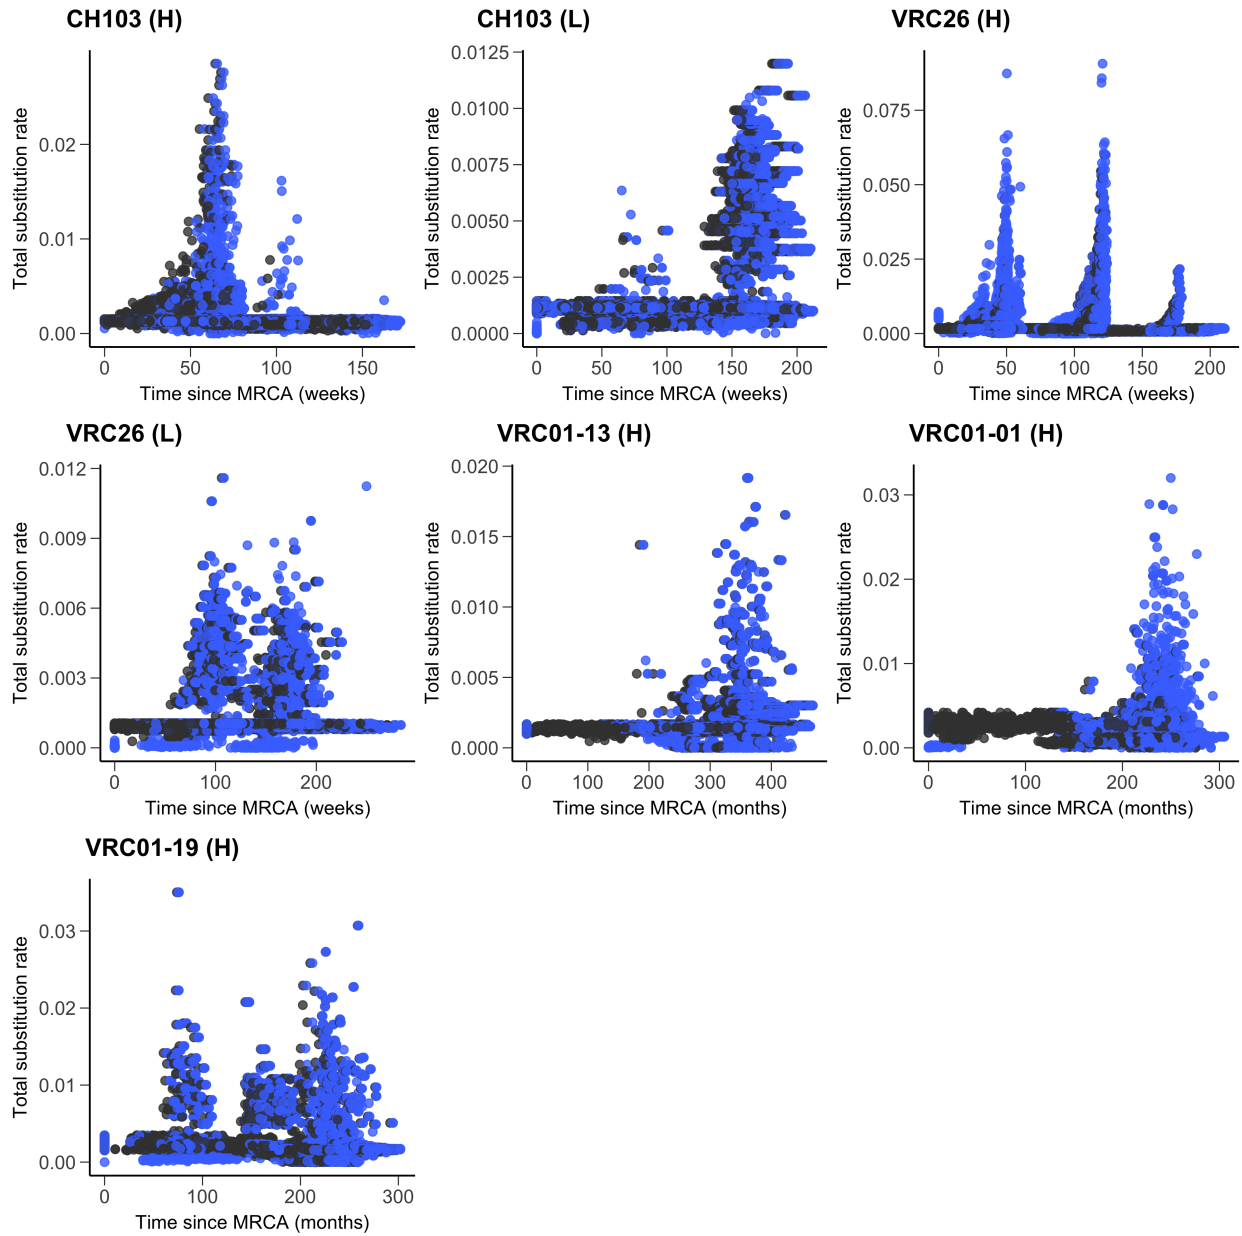 CH103 (H)
Total substitution rate
0.02
0.01
0.00
0 50 100 150
Time since MRCA (weeks)
CH103 (L)
Total substitution rate
0.0125
0.0100
0.0075
0.0050
0.0025
0.0000
0 50 100 150 200
Time since MRCA (weeks)
VRC26 (H)
Total substitution rate
0.075
0.050
0.025
0.000
0 50 100 150 200
Time since MRCA (weeks)
VRC26 (L)
Total substitution rate
0.012
0.009
0.006
0.003
0.000
0 100 200
Time since MRCA (weeks)
VRC01-13 (H)
Total substitution rate
0.020
0.015
0.010
0.005
0.000
0 100 200 300 400
Time since MRCA (months)
VRC01-01 (H)
Total substitution rate
0.03
0.02
0.01
0.00
0 100 200 300
Time since MRCA (months)
VRC01-19 (H)
Total substitution rate
0.03
0.02
0.01
0.00
0 100 200 300
Time since MRCA (months)